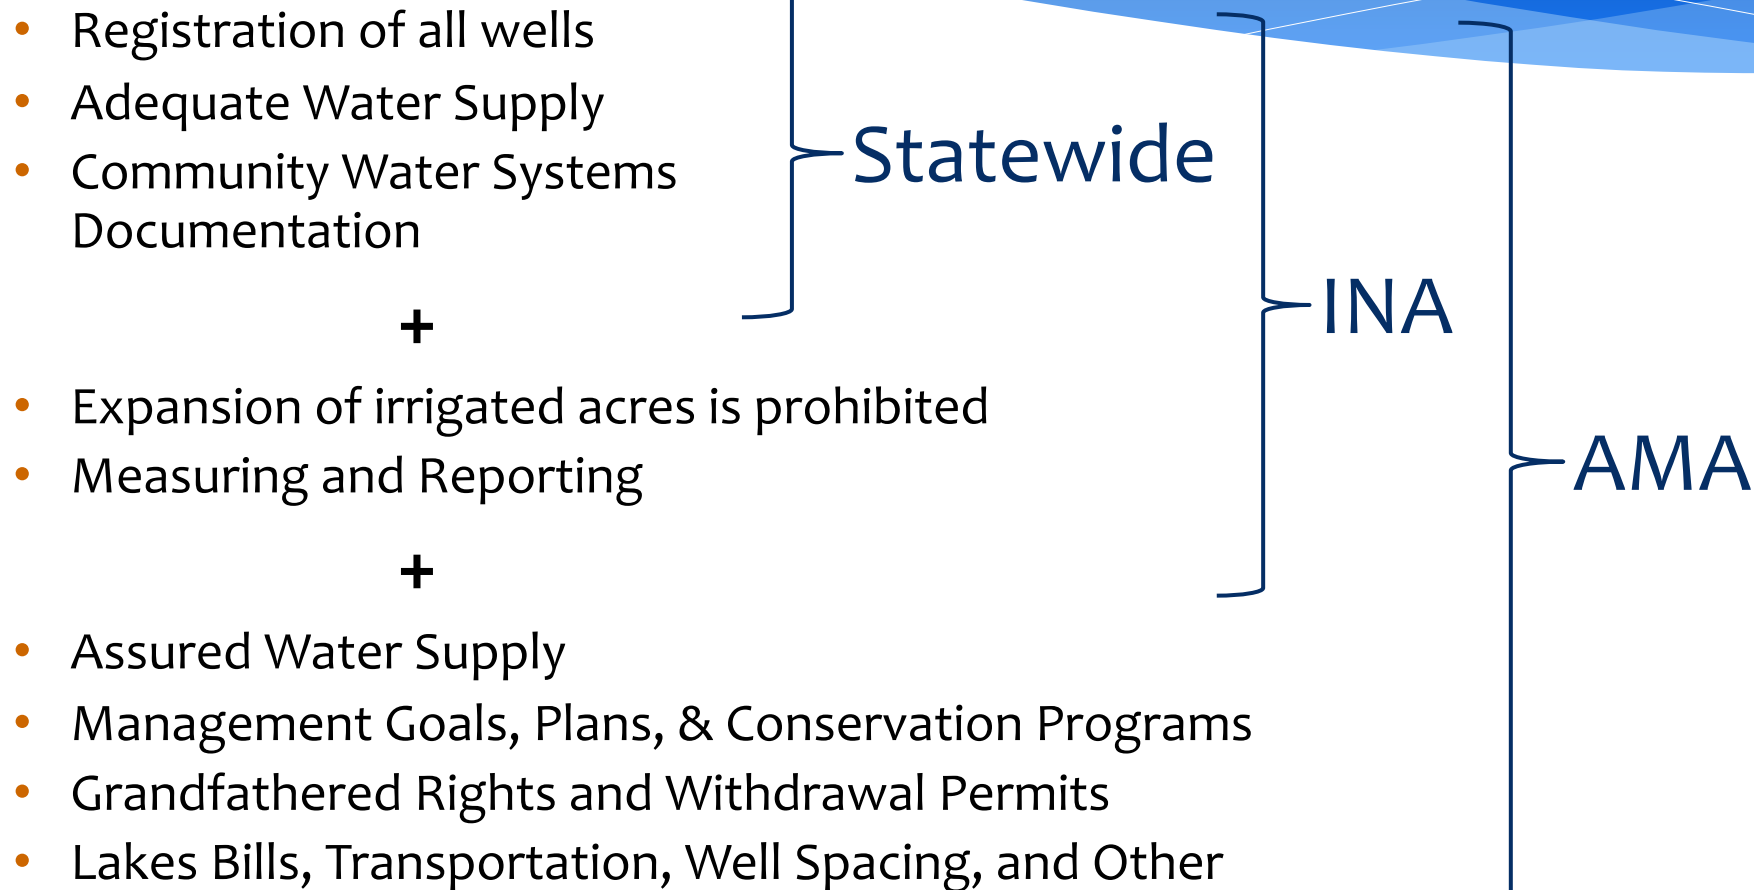 • Registration of all wells
• Adequate Water Supply
• Community Water Systems
Documentation
Statewide
+
INA
• Expansion of irrigated acres is prohibited
• Measuring and Reporting
AMA
+
• Assured Water Supply
• Management Goals, Plans, & Conservation Programs
• Grandfathered Rights and Withdrawal Permits
• Lakes Bills, Transportation, Well Spacing, and Other